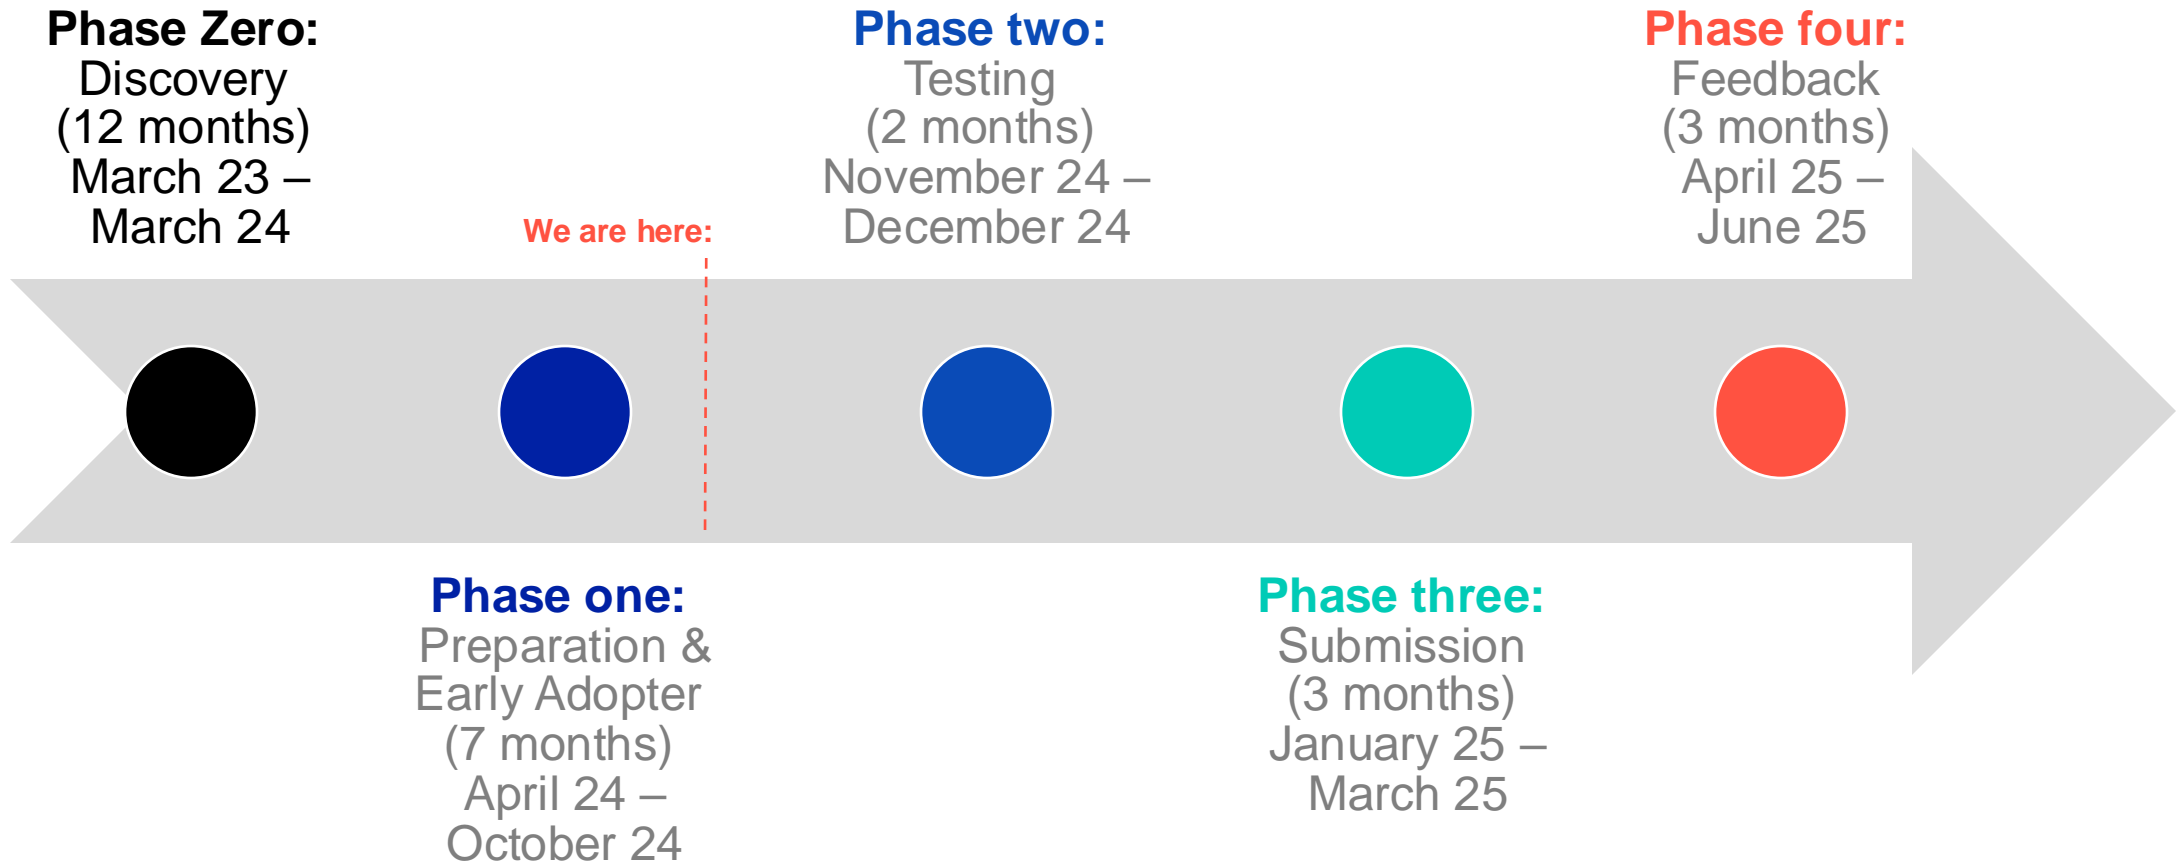 Phase Zero:
Discovery
(12 months)
March 23 –
March 24
We are here:
Phase two:
Testing
(2 months)
November 24 –
December 24
Phase four:
Feedback
(3 months)
April 25 –
June 25
Phase one:
Preparation &
Early Adopter
(7 months)
April 24 –
October 24
Phase three:
Submission
(3 months)
January 25 –
March 25